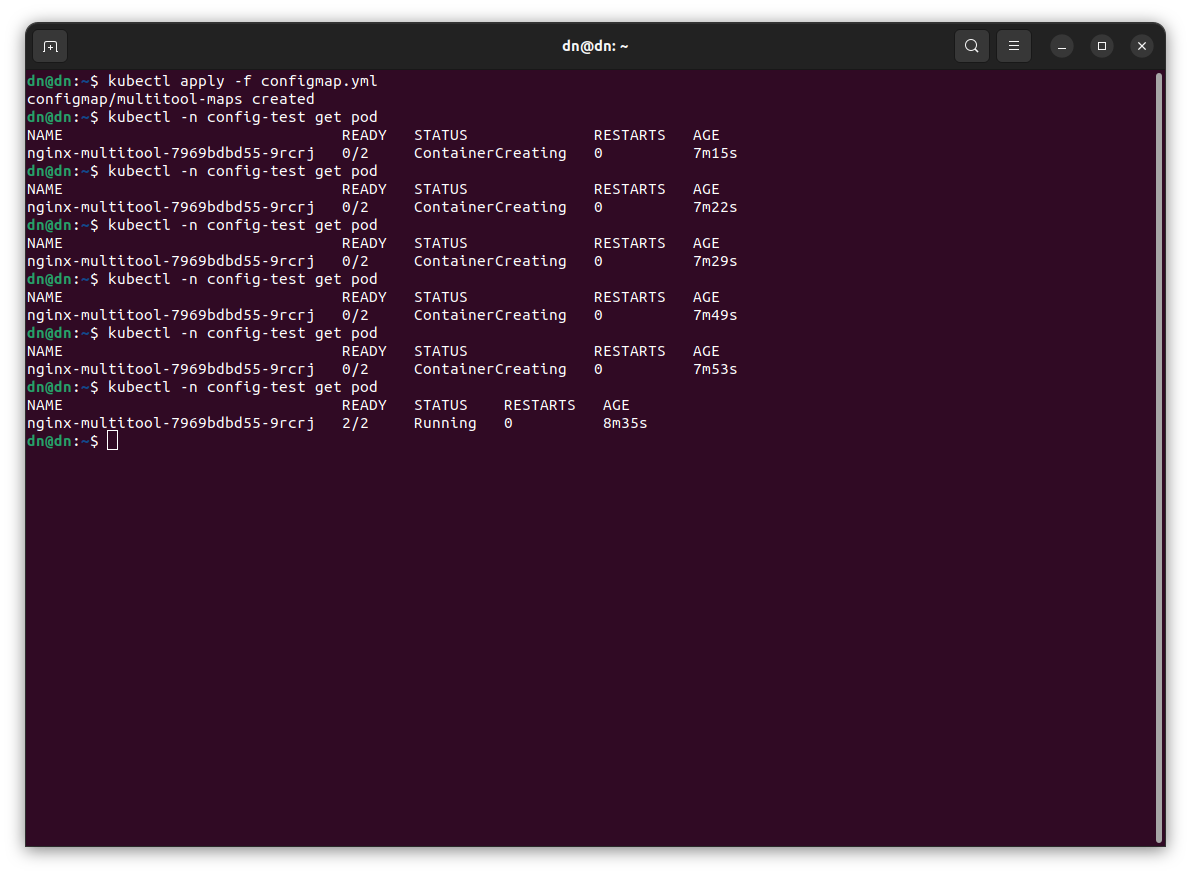 dn@dn: ~
dn@dn:~$ kubectl apply -f configmap.yml
configmap/multitool-maps created
dn@dn:~$ kubectl -n config-test get pod
NAME                               READY   STATUS              RESTARTS   AGE
nginx-multitool-7969bdbd55-9rcrj   0/2     ContainerCreating   0          7m15s
dn@dn:~$ kubectl -n config-test get pod
NAME                               READY   STATUS              RESTARTS   AGE
nginx-multitool-7969bdbd55-9rcrj   0/2     ContainerCreating   0          7m22s
dn@dn:~$ kubectl -n config-test get pod
NAME                               READY   STATUS              RESTARTS   AGE
nginx-multitool-7969bdbd55-9rcrj   0/2     ContainerCreating   0          7m29s
dn@dn:~$ kubectl -n config-test get pod
NAME                               READY   STATUS              RESTARTS   AGE
nginx-multitool-7969bdbd55-9rcrj   0/2     ContainerCreating   0          7m49s
dn@dn:~$ kubectl -n config-test get pod
NAME                               READY   STATUS              RESTARTS   AGE
nginx-multitool-7969bdbd55-9rcrj   0/2     ContainerCreating   0          7m53s
dn@dn:~$ kubectl -n config-test get pod
NAME                               READY   STATUS    RESTARTS   AGE
nginx-multitool-7969bdbd55-9rcrj   2/2     Running   0          8m35s
dn@dn:~$